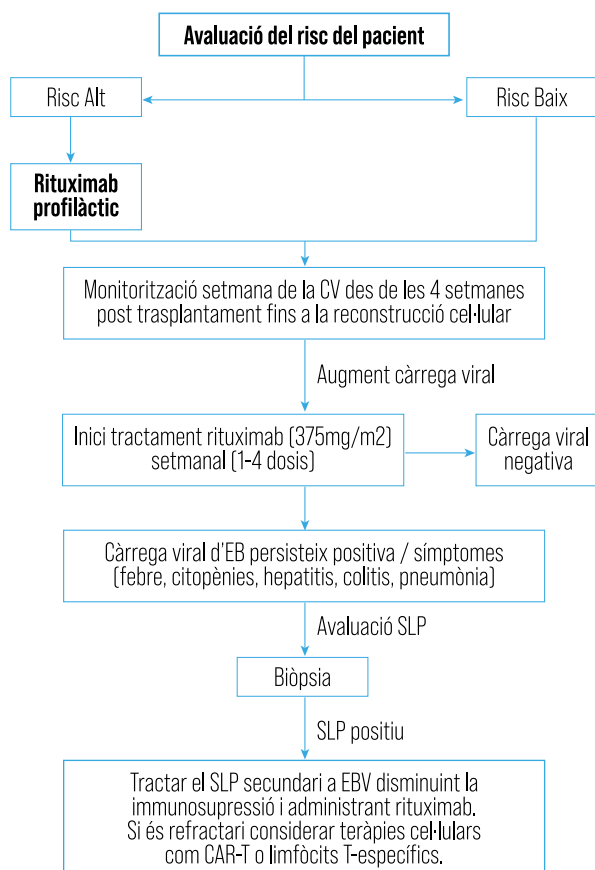 Avaluació del risc del pacient
Risc Alt
Risc Baix
Rituximab
profilàctic
Monitorització setmana de la CV des de les 4 setmanes
post trasplantament fins a la reconstrucció cel·lular
Augment càrrega viral
Inici tractament rituximab (375mg/m2)
setmanal (1-4 dosis)
Càrrega viral
negativa
Càrrega viral d'EB persisteix positiva / símptomes
(febre, citopènies, hepatitis, colitis, pneumònia)
Avaluació SLP
Biòpsia
SLP positiu
Tractar el SLP secundari a EBV disminuint la
immunosupressió i administrant rituximab.
Si és refractari considerar teràpies cel·lulars
com CAR-T o limfòcits T-específics.